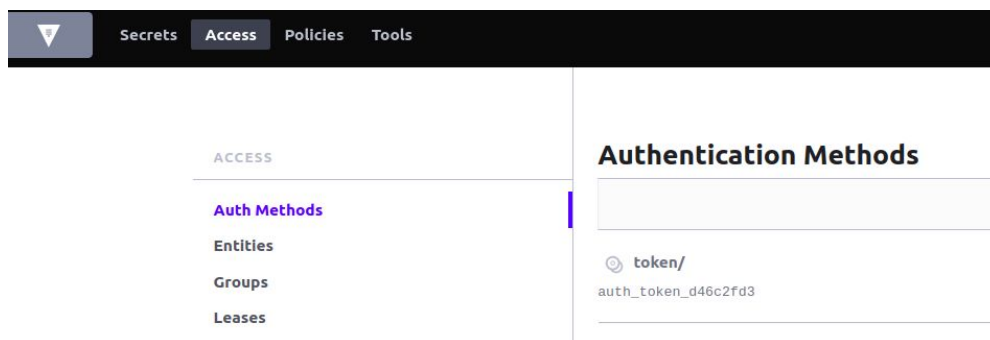 Secrets Access Policies Tools
ACCESS
Auth Methods
Entities
Groups
Leases
Authentication Methods
token/
auth_token_d46c2fd3